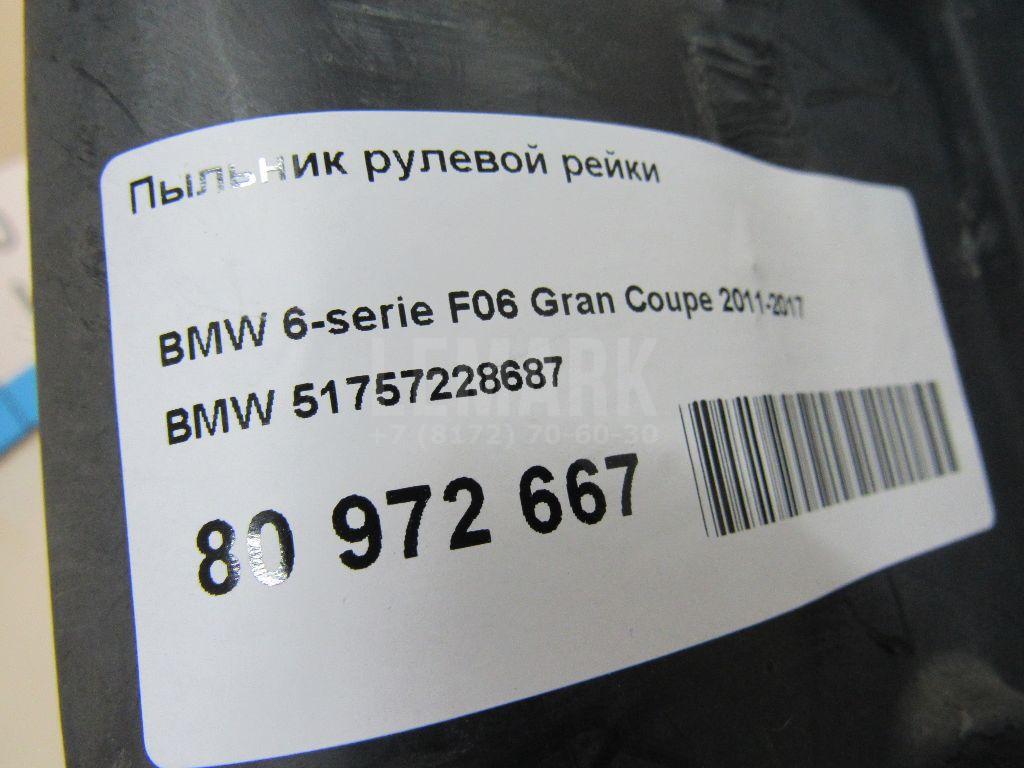 Пыльник рулевой рейки
BMW 6-serie F06 Gran Coupe 2011-2017
BMW 51757228687
80 972 667
LEMARK
+7 (8172) 70-60-30